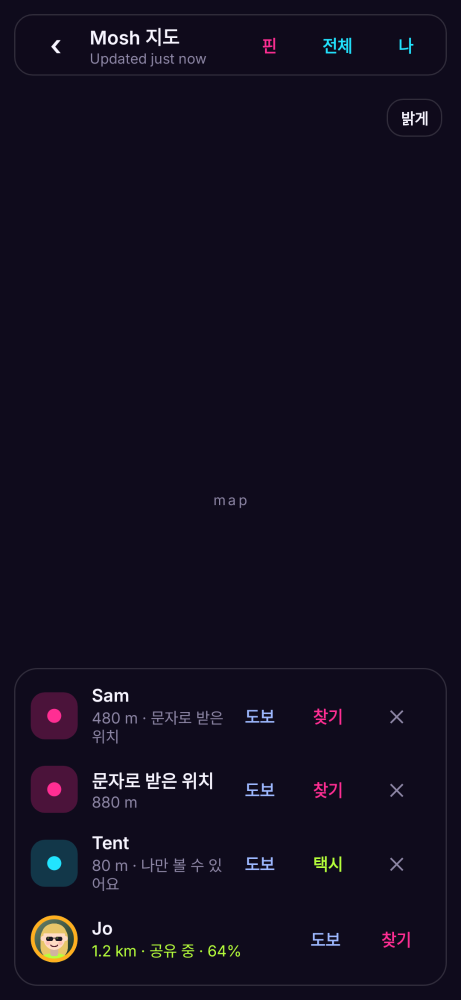 Mosh 지도
Updated just now
핀
전체
나
밝게
map
Sam
480 m · 문자로 받은
위치
도보
찾기
문자로 받은 위치
880 m
도보
찾기
Tent
80 m · 나만 볼 수 있
어요
도보
택시
Jo
1.2 km · 공유 중 · 64%
도보
찾기